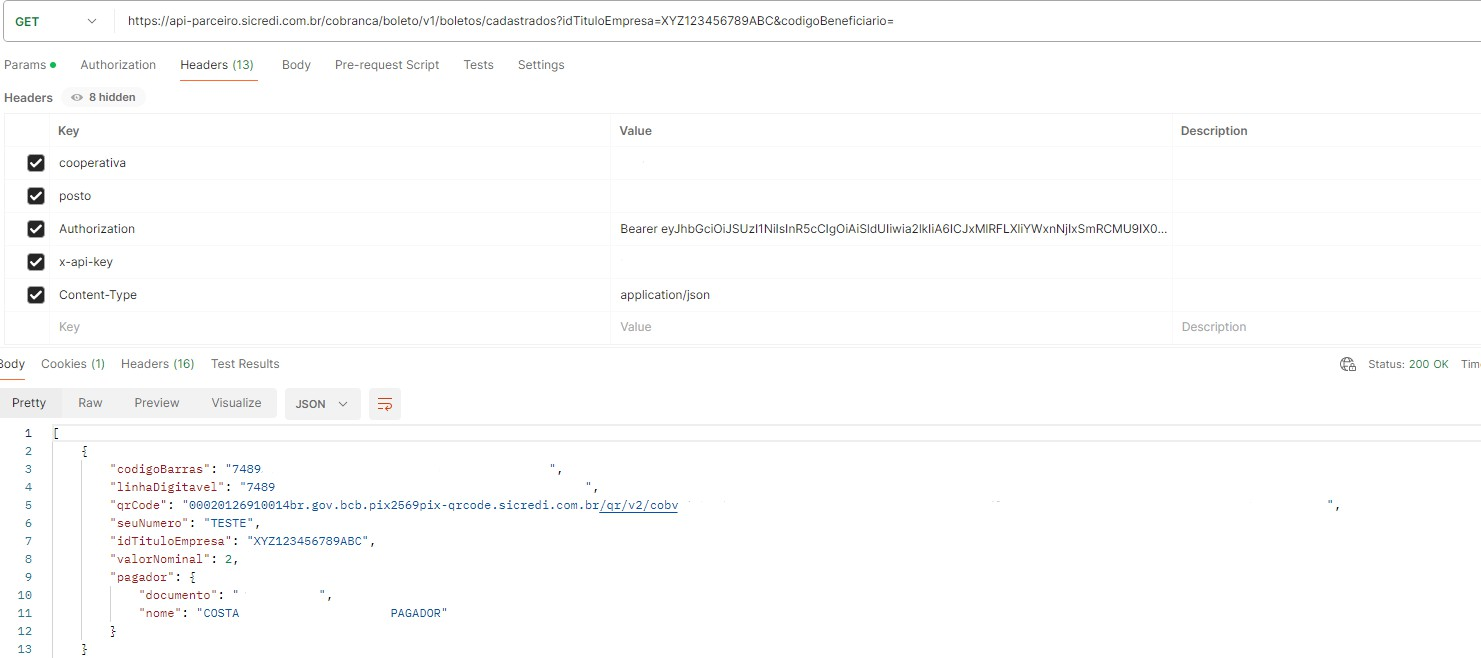 GET https://api-parceiro.sicredi.com.br/cobranca/boleto/v1/boletos/cadastrados?idTituloEmpresa=XYZ123456789ABC&codigoBeneficiario=
Params Authorization Headers (13) Body Pre-request Script Tests Settings
Headers 8 hidden
Key Value Description
cooperativa
posto
Authorization Bearer
x-api-key
Content-Type application/json
Key Value Description
Body Cookies (1) Headers (16) Test Results Status: 200 OK
Pretty Raw Preview Visualize JSON
1 [
2 {
3 "codigoBarras": "7489 ",
4 "linhaDigitavel": "7489 ",
5 "qrCode": "00020126910014br.gov.bcb.pix2569pix-qrcode.sicredi.com.br/qr/v2/cobv ",
6 "seuNumero": "TESTE",
7 "idTituloEmpresa": "XYZ123456789ABC",
8 "valorNominal": 2,
9 "pagador": {
10 "documento": " ",
11 "nome": "COSTA PAGADOR"
12 }
13 }